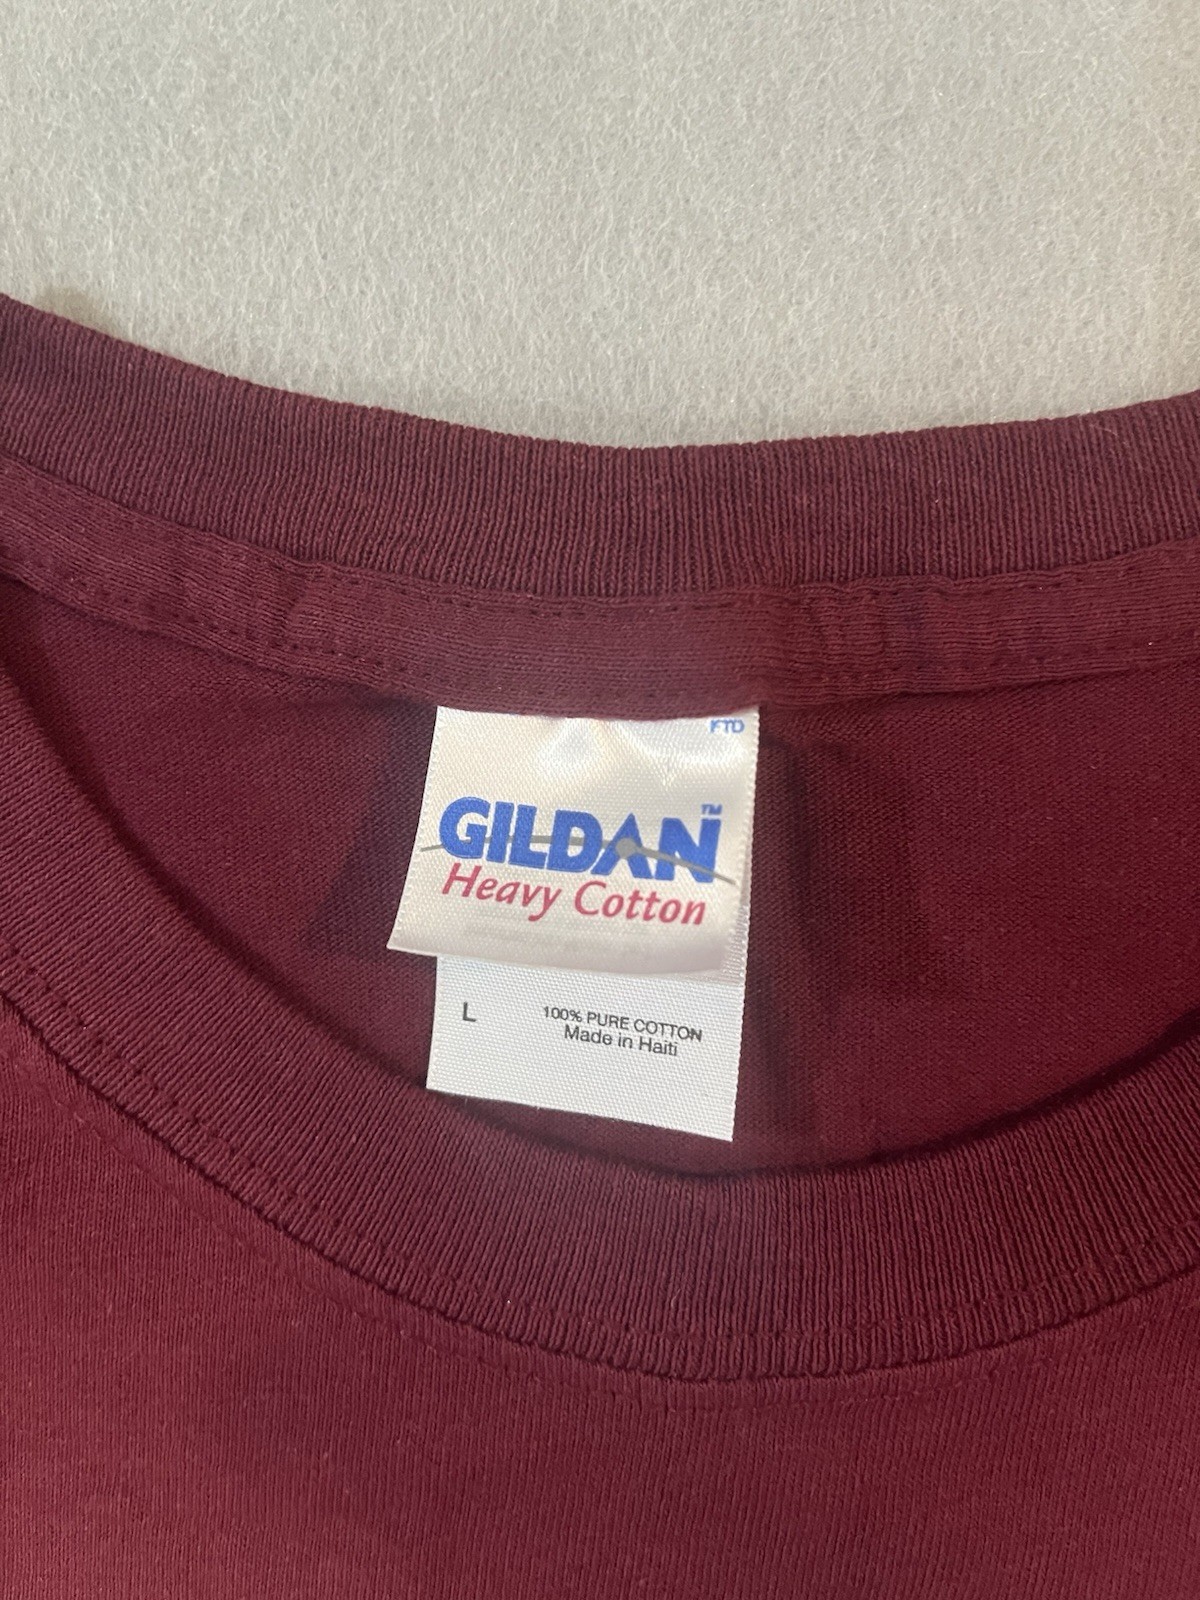 FTD
GILDAN™
Heavy Cotton
L
100% PURE COTTON
Made in Haiti